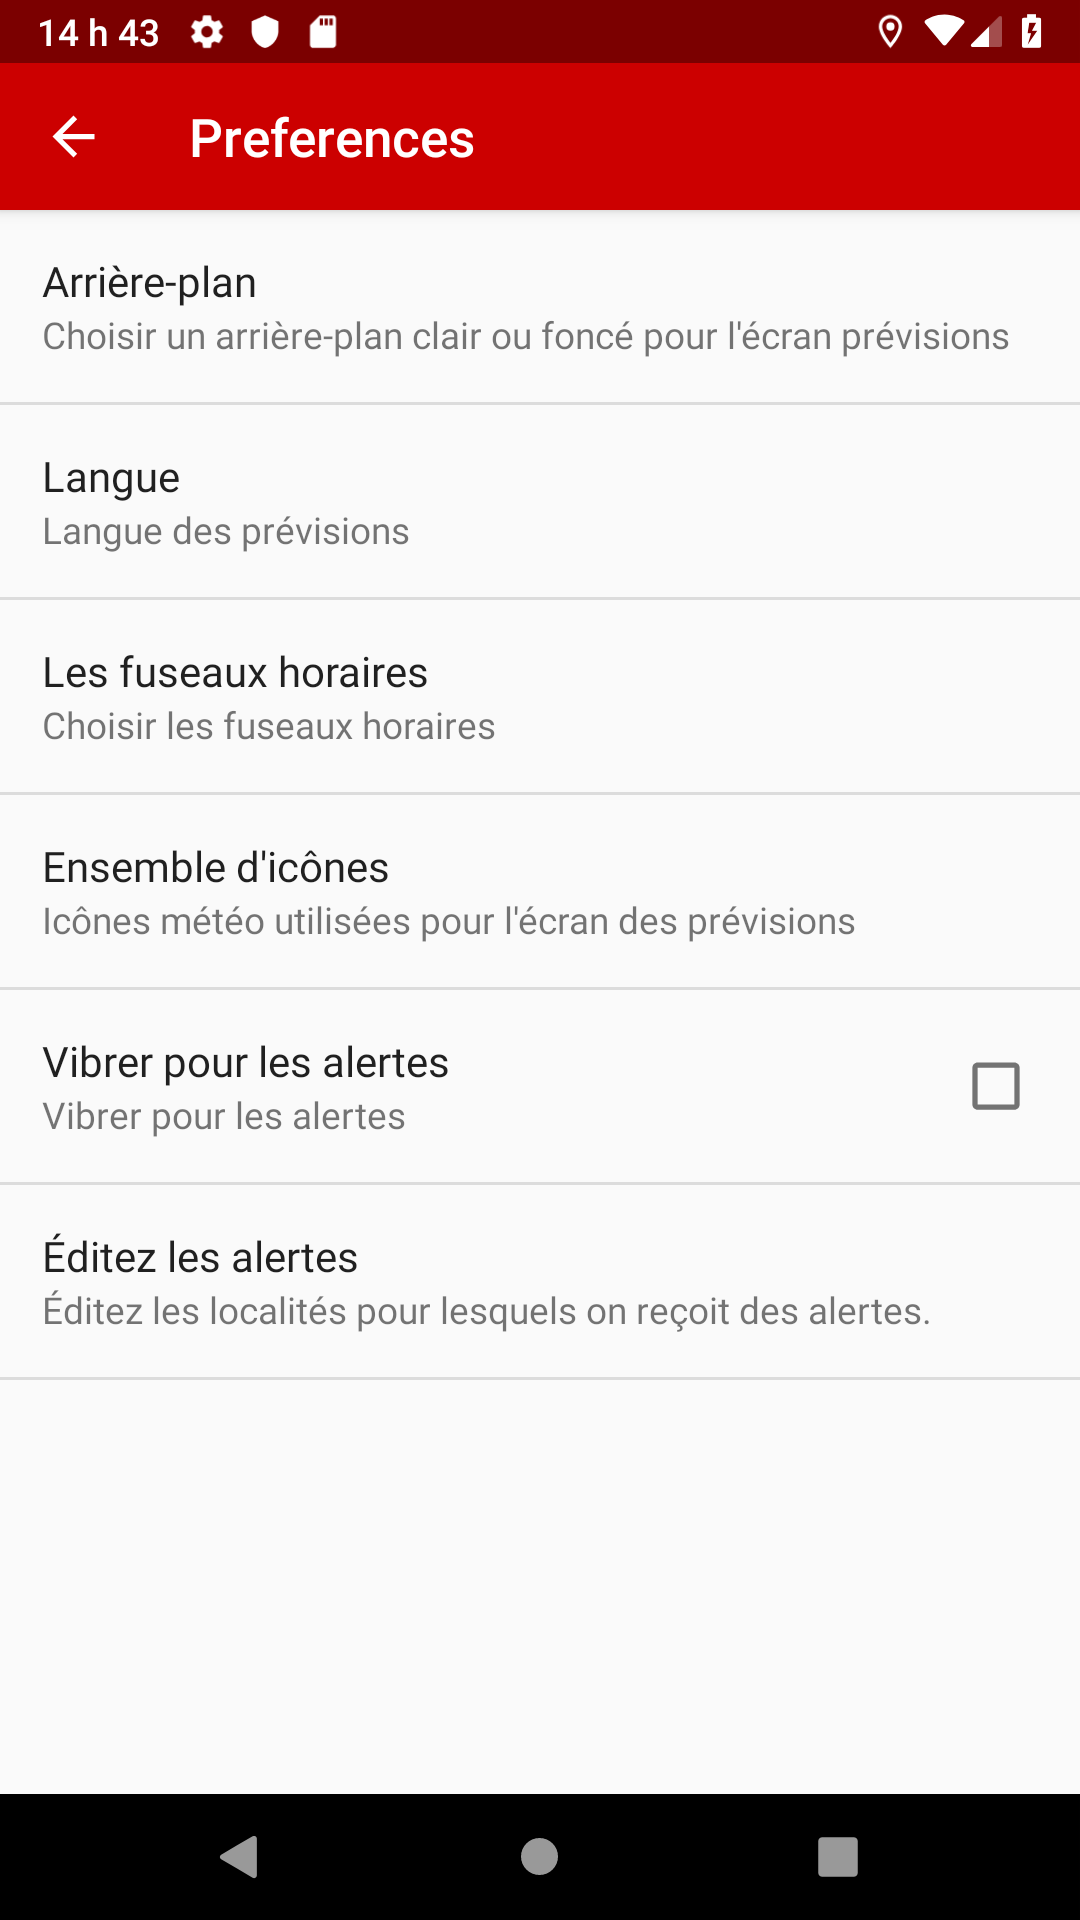 14 h 43
Preferences
Arrière-plan
Choisir un arrière-plan clair ou foncé pour l'écran prévisions
Langue
Langue des prévisions
Les fuseaux horaires
Choisir les fuseaux horaires
Ensemble d'icônes
Icônes météo utilisées pour l'écran des prévisions
Vibrer pour les alertes
Vibrer pour les alertes
Éditez les alertes
Éditez les localités pour lesquels on reçoit des alertes.